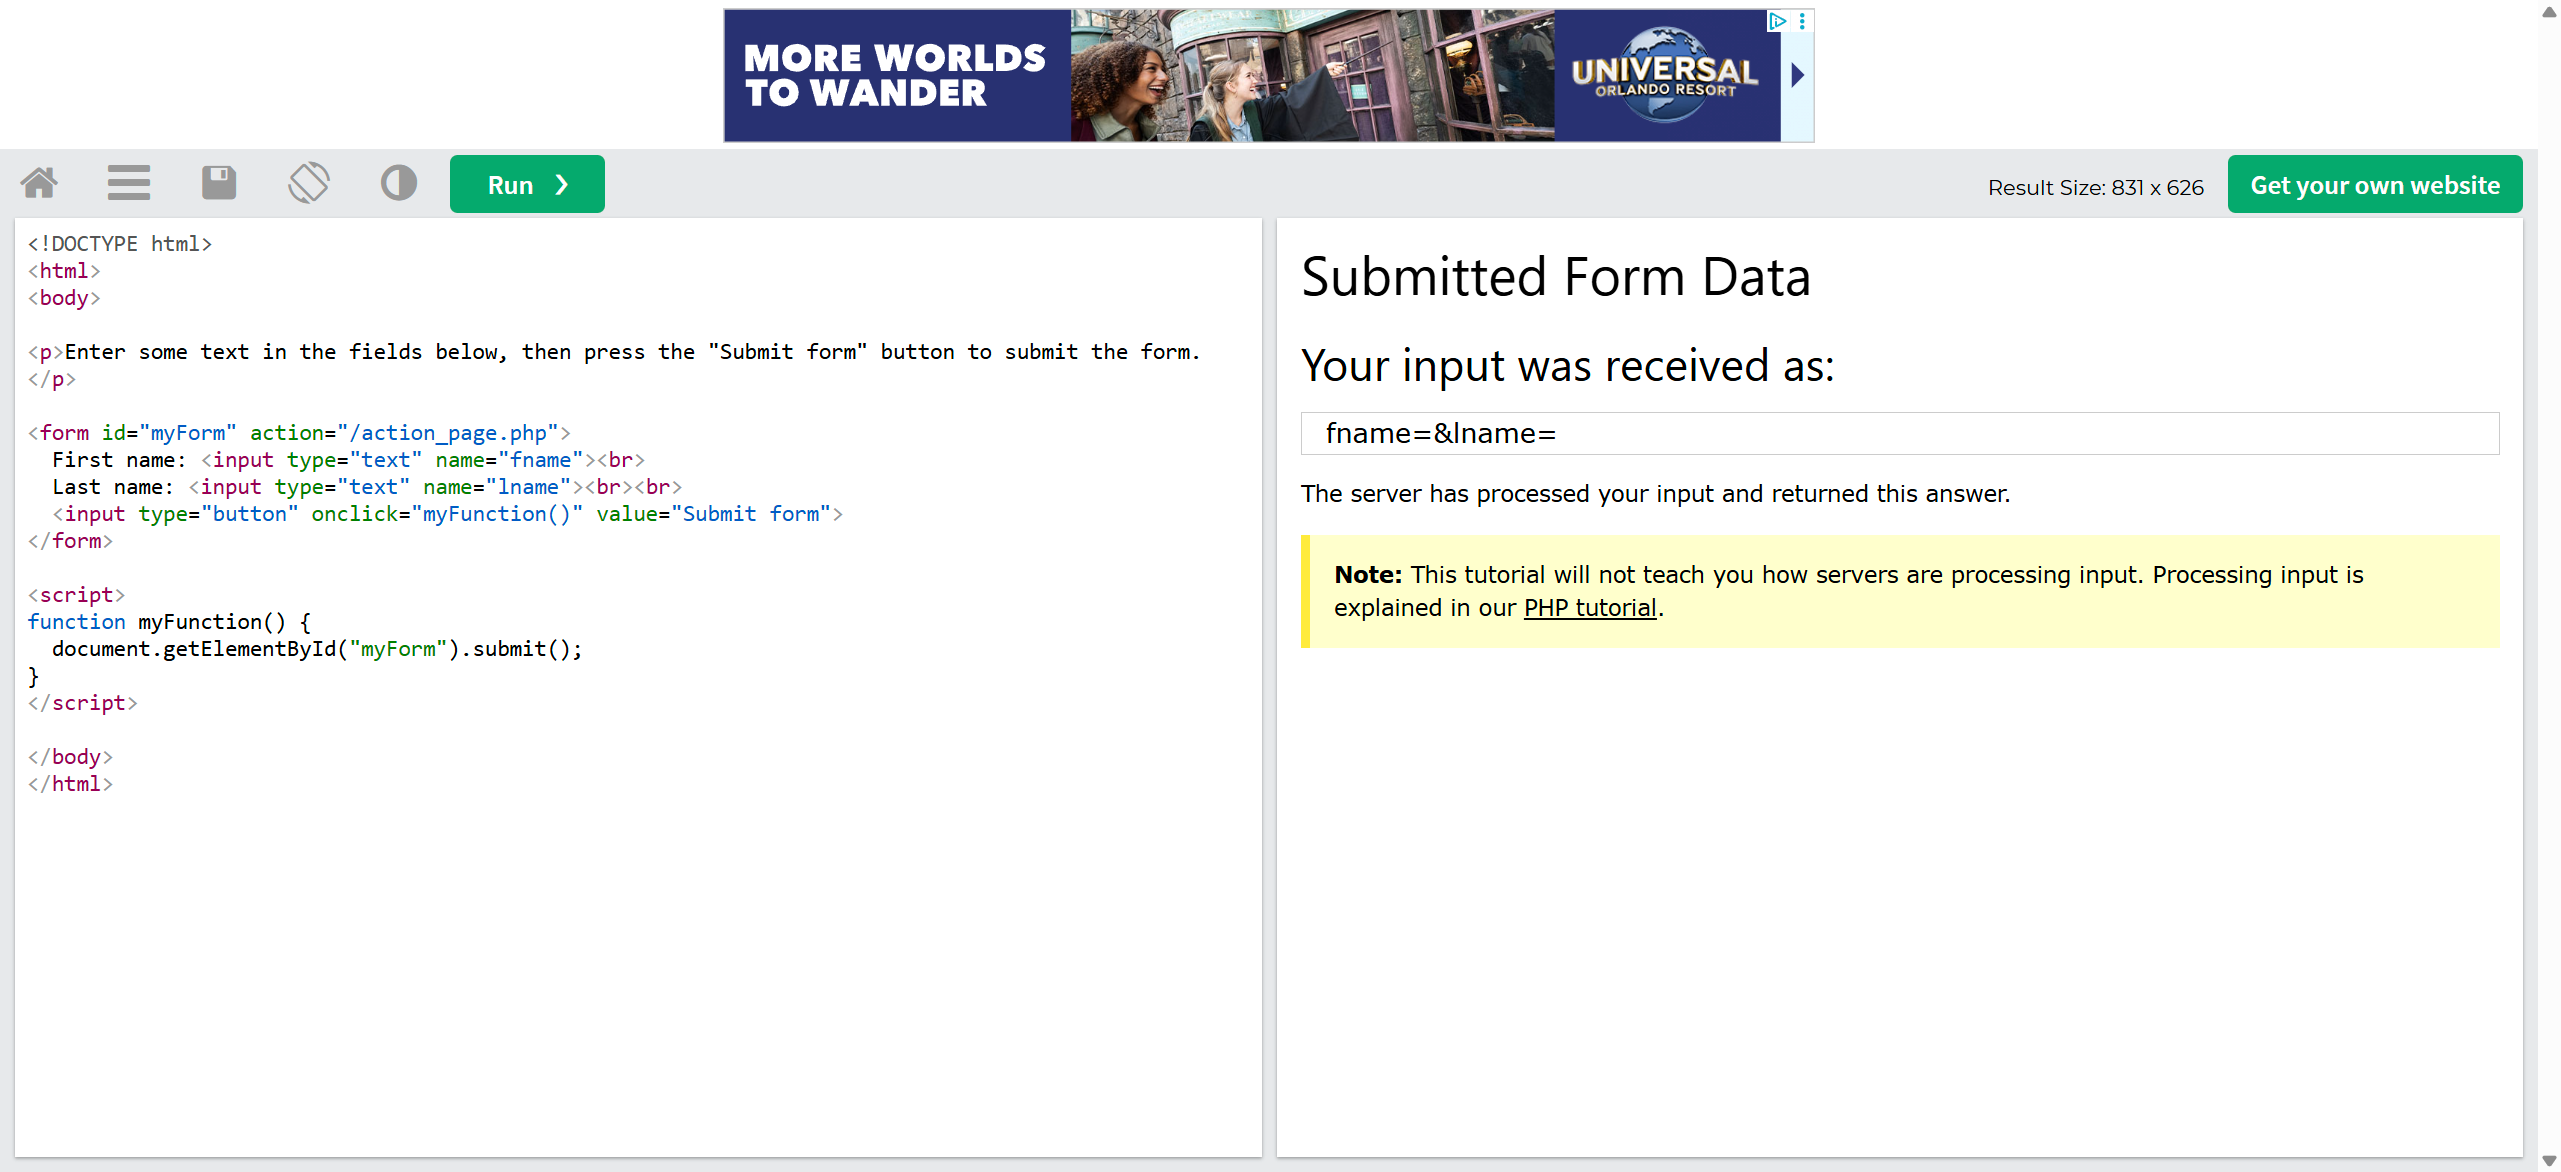 MORE WORLDS
TO WANDER
UNIVERSAL
ORLANDO RESORT
Run ❯
Result Size: 831 x 626
Get your own website
<!DOCTYPE html>
<html>
<body>
<p>Enter some text in the fields below, then press the "Submit form" button to submit the form.
</p>
<form id="myForm" action="/action_page.php">
First name: <input type="text" name="fname"><br>
Last name: <input type="text" name="lname"><br><br>
<input type="button" onclick="myFunction()" value="Submit form">
</form>
<script>
function myFunction() {
document.getElementById("myForm").submit();
}
</script>
</body>
</html>
Submitted Form Data
Your input was received as:
fname=&lname=
The server has processed your input and returned this answer.
Note: This tutorial will not teach you how servers are processing input. Processing input is
explained in our PHP tutorial.